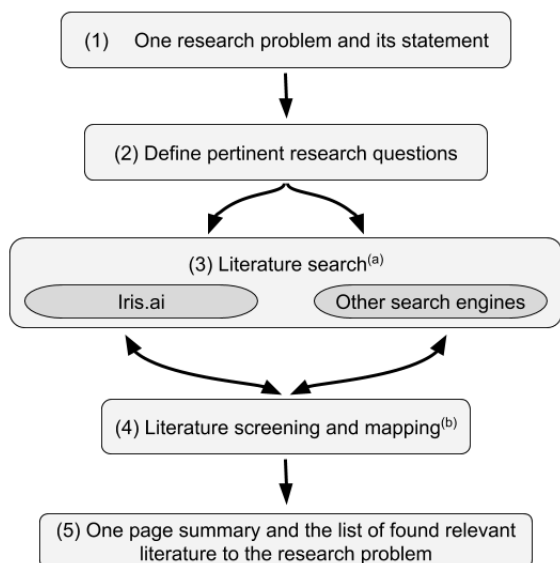 (1) One research problem and its statement
(2) Define pertinent research questions
(3) Literature search(a)
Iris.ai
Other search engines
(4) Literature screening and mapping(b)
(5) One page summary and the list of found relevant
literature to the research problem